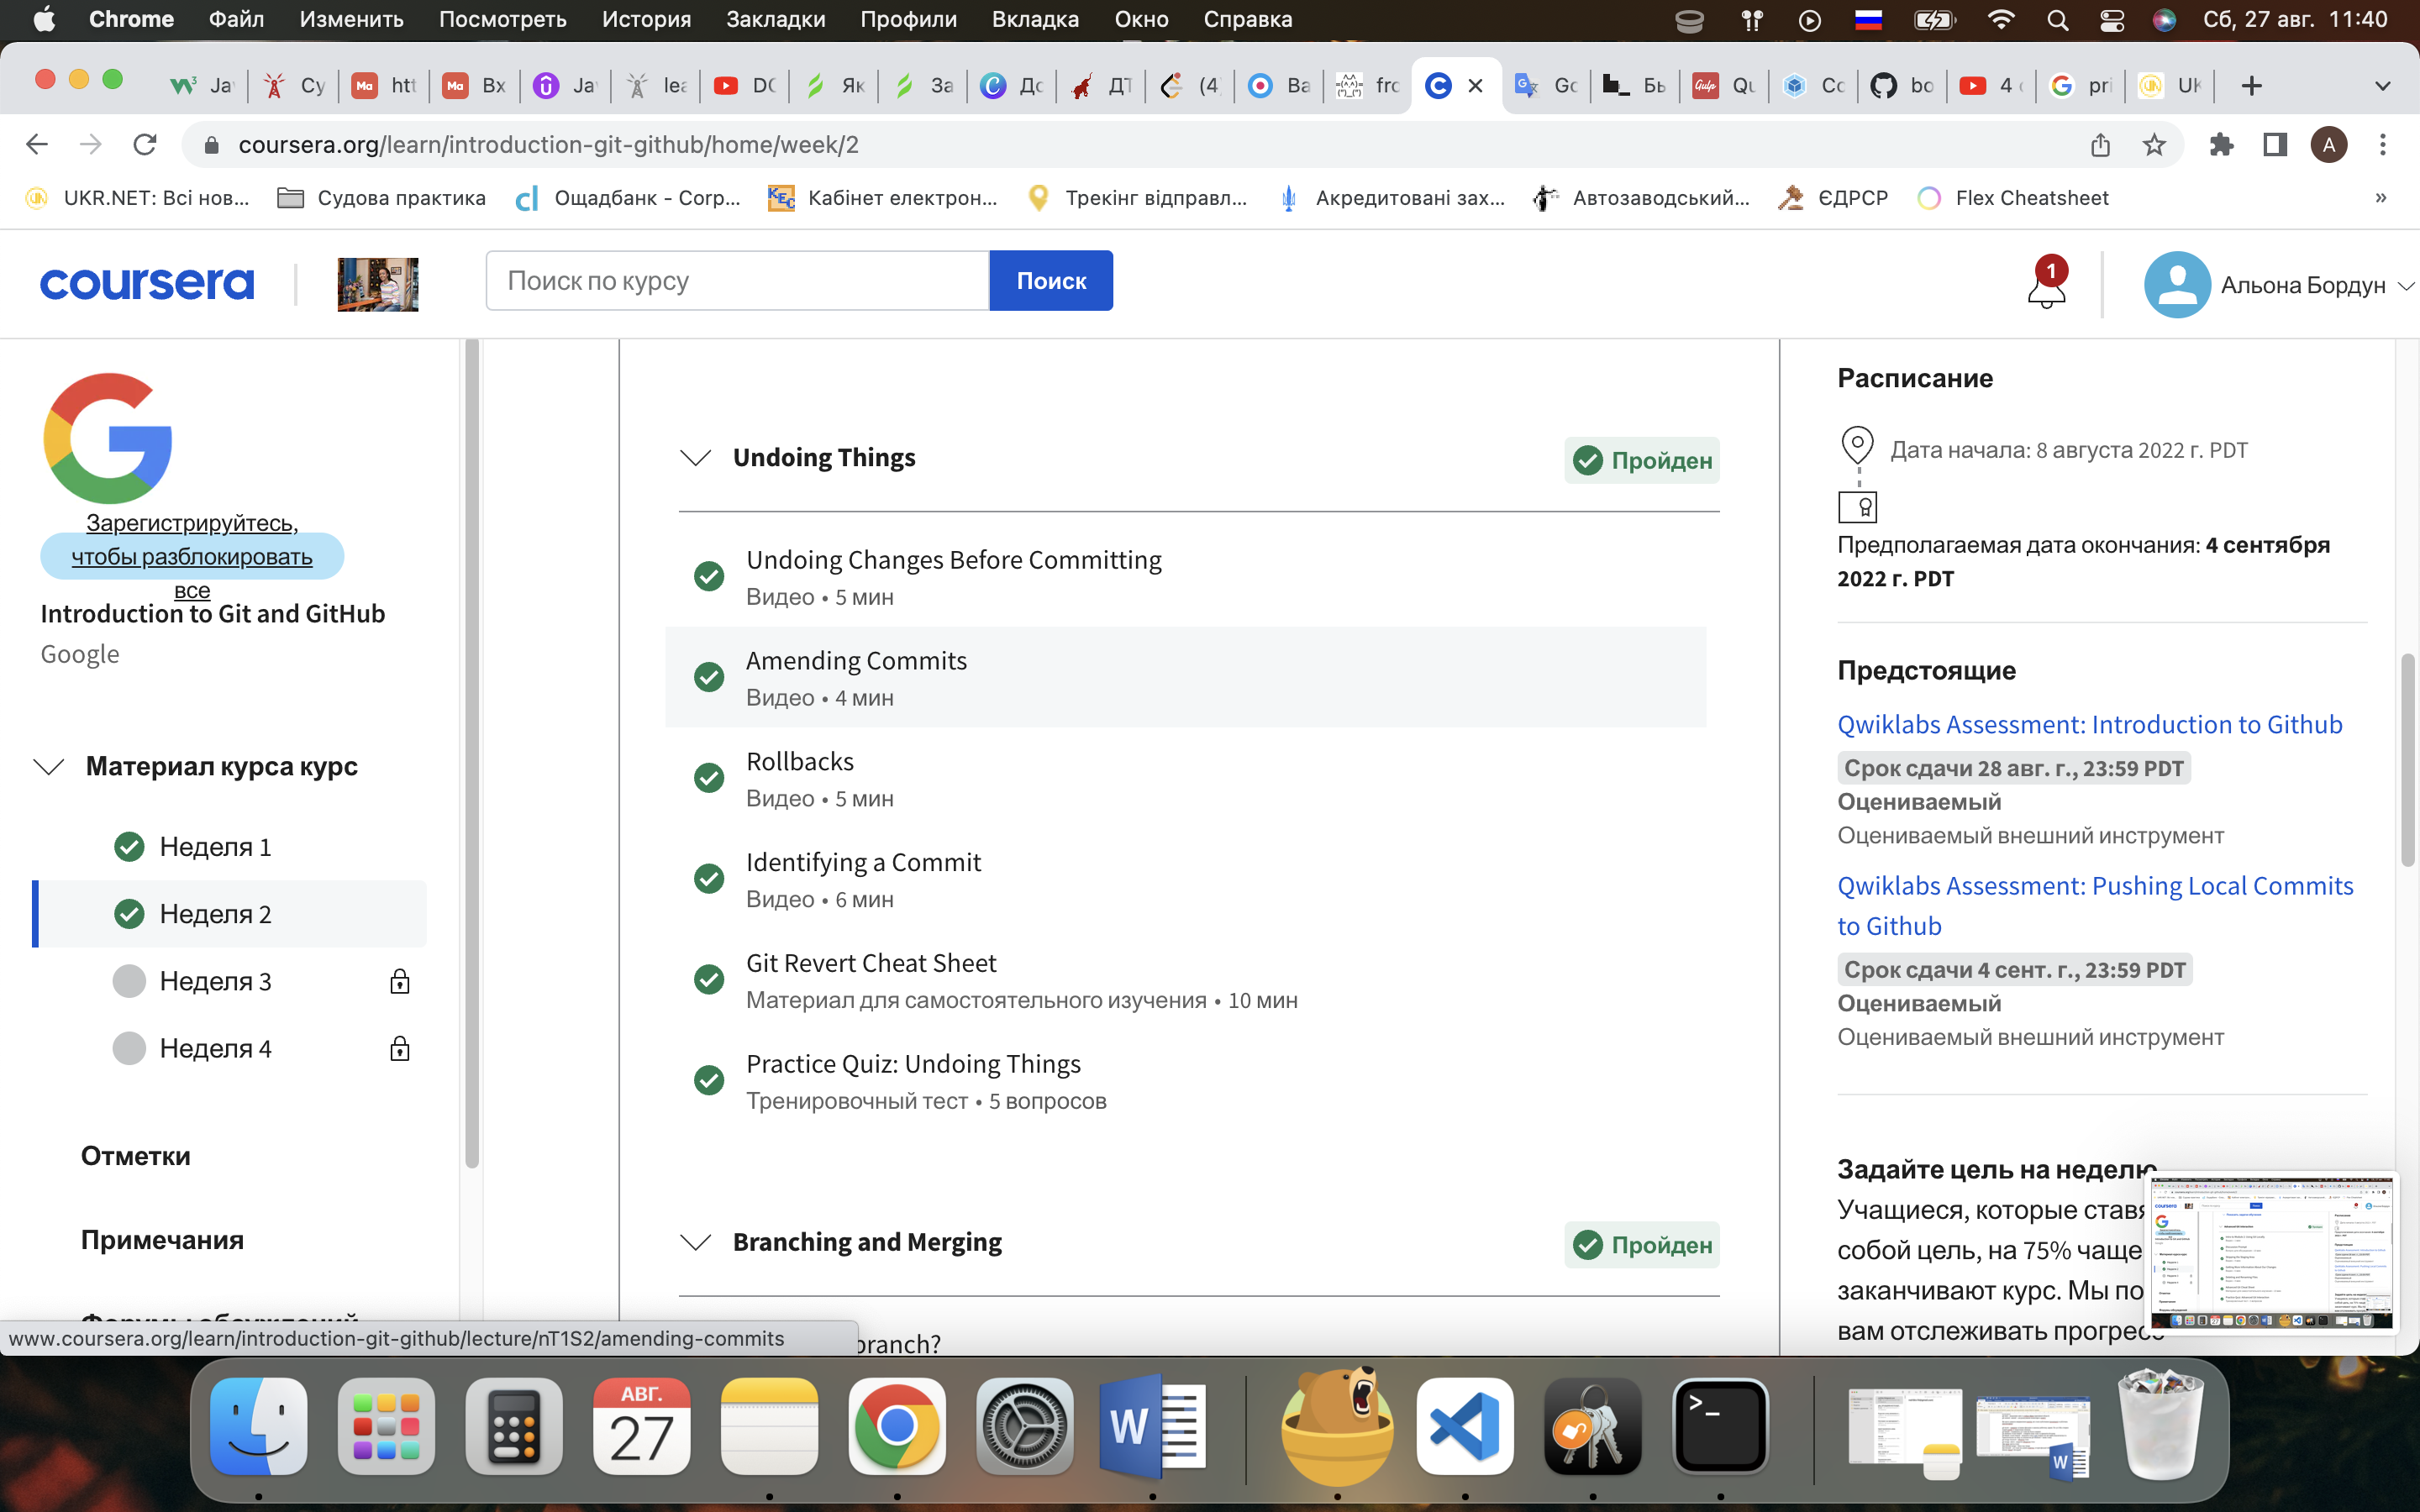 Chrome Файл Изменить Посмотреть История Закладки Профили Вкладка Окно Справка Сб, 27 авг. 11:40
Ja Су htt Вх Ja lea DC Як За До ДТ (4 Ba frc Gc Бь Qu Cc bo 4 pri UK
coursera.org/learn/introduction-git-github/home/week/2
UKR.NET: Всі нов... Судова практика Ощадбанк - Corp... Кабінет електрон... Трекінг відправл... Акредитовані зах... Автозаводський... ЄДРСР Flex Cheatsheet »
coursera
Поиск по курсу
Поиск
1
Альона Бордун
Зарегистрируйтесь,
чтобы разблокировать
все
Introduction to Git and GitHub
Google
Материал курса курс
Неделя 1
Неделя 2
Неделя 3
Неделя 4
Отметки
Примечания
Форумы обсуждений
www.coursera.org/learn/introduction-git-github/lecture/nT1S2/amending-commits
Undoing Things
Пройден
Undoing Changes Before Committing
Видео • 5 мин
Amending Commits
Видео • 4 мин
Rollbacks
Видео • 5 мин
Identifying a Commit
Видео • 6 мин
Git Revert Cheat Sheet
Материал для самостоятельного изучения • 10 мин
Practice Quiz: Undoing Things
Тренировочный тест • 5 вопросов
Branching and Merging
Пройден
branch?
Расписание
Дата начала: 8 августа 2022 г. PDT
Предполагаемая дата окончания: 4 сентября
2022 г. PDT
Предстоящие
Qwiklabs Assessment: Introduction to Github
Срок сдачи 28 авг. г., 23:59 PDT
Оцениваемый
Оцениваемый внешний инструмент
Qwiklabs Assessment: Pushing Local Commits
to Github
Срок сдачи 4 сент. г., 23:59 PDT
Оцениваемый
Оцениваемый внешний инструмент
Задайте цель на неделю
Учащиеся, которые ставя
собой цель, на 75% чаще
заканчивают курс. Мы по
вам отслеживать прогресс
АВГ.
27